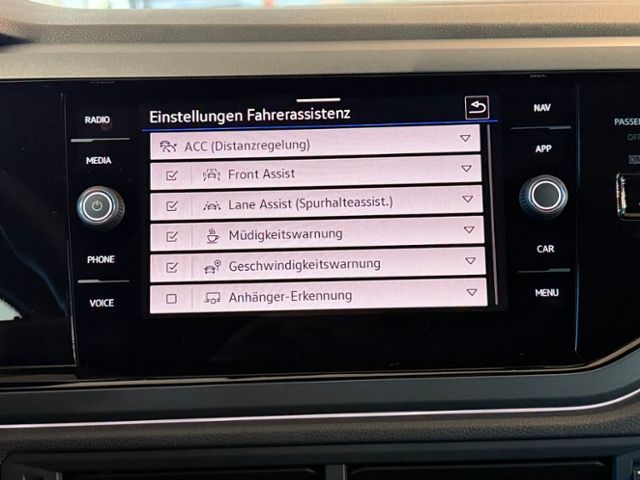 RADIO
MEDIA
PHONE
VOICE
Einstellungen Fahrerassistenz
ACC (Distanzregelung)
Front Assist
Lane Assist (Spurhalteassist.)
Müdigkeitswarnung
Geschwindigkeitswarnung
Anhänger-Erkennung
NAV
APP
CAR
MENU